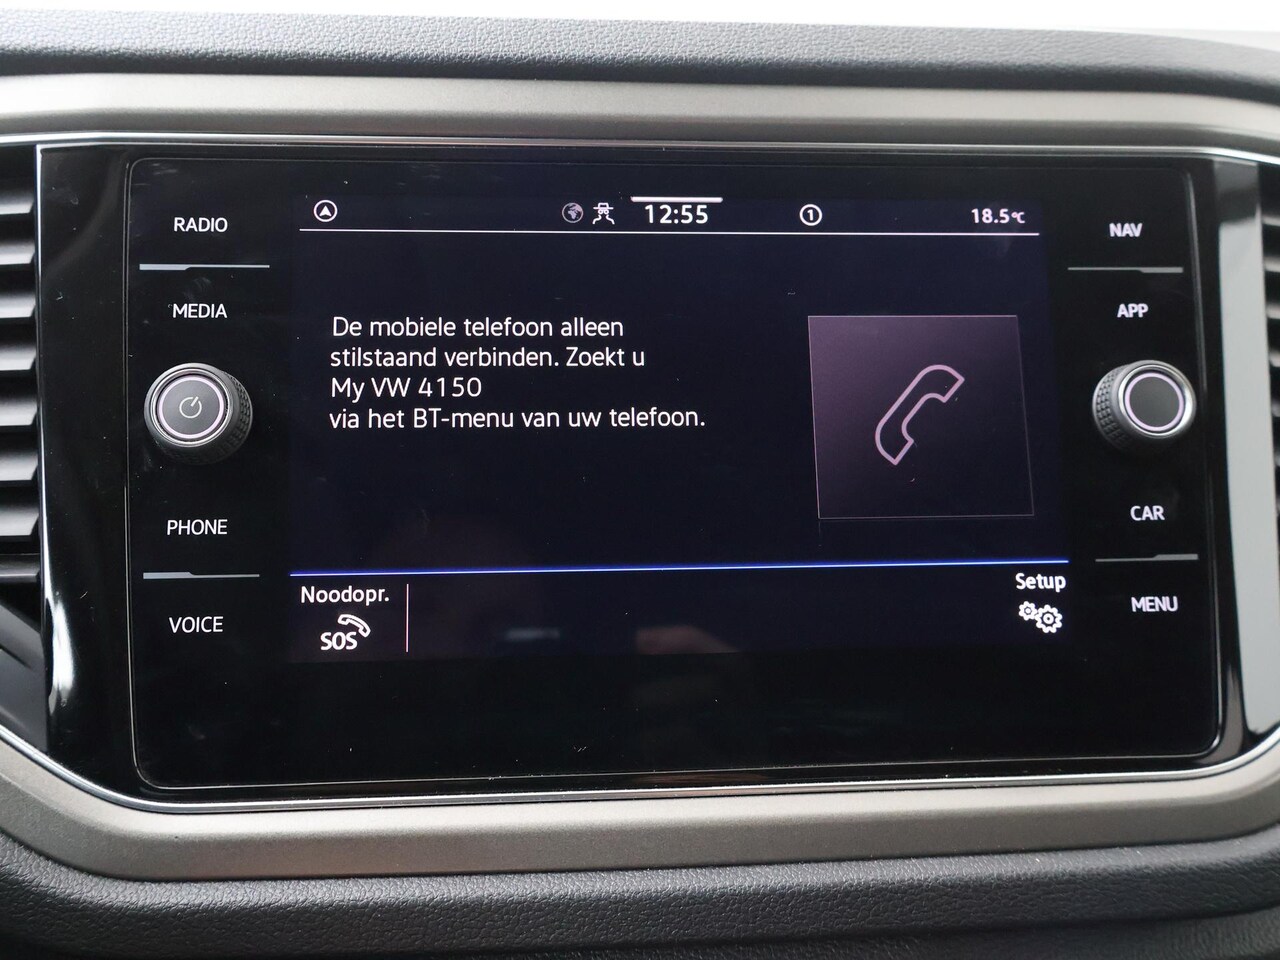 RADIO
MEDIA
PHONE
VOICE
12:55
1
18.5°C
De mobiele telefoon alleen
stilstaand verbinden. Zoekt u
My VW 4150
via het BT-menu van uw telefoon.
Noodopr.
SOS
Setup
NAV
APP
CAR
MENU